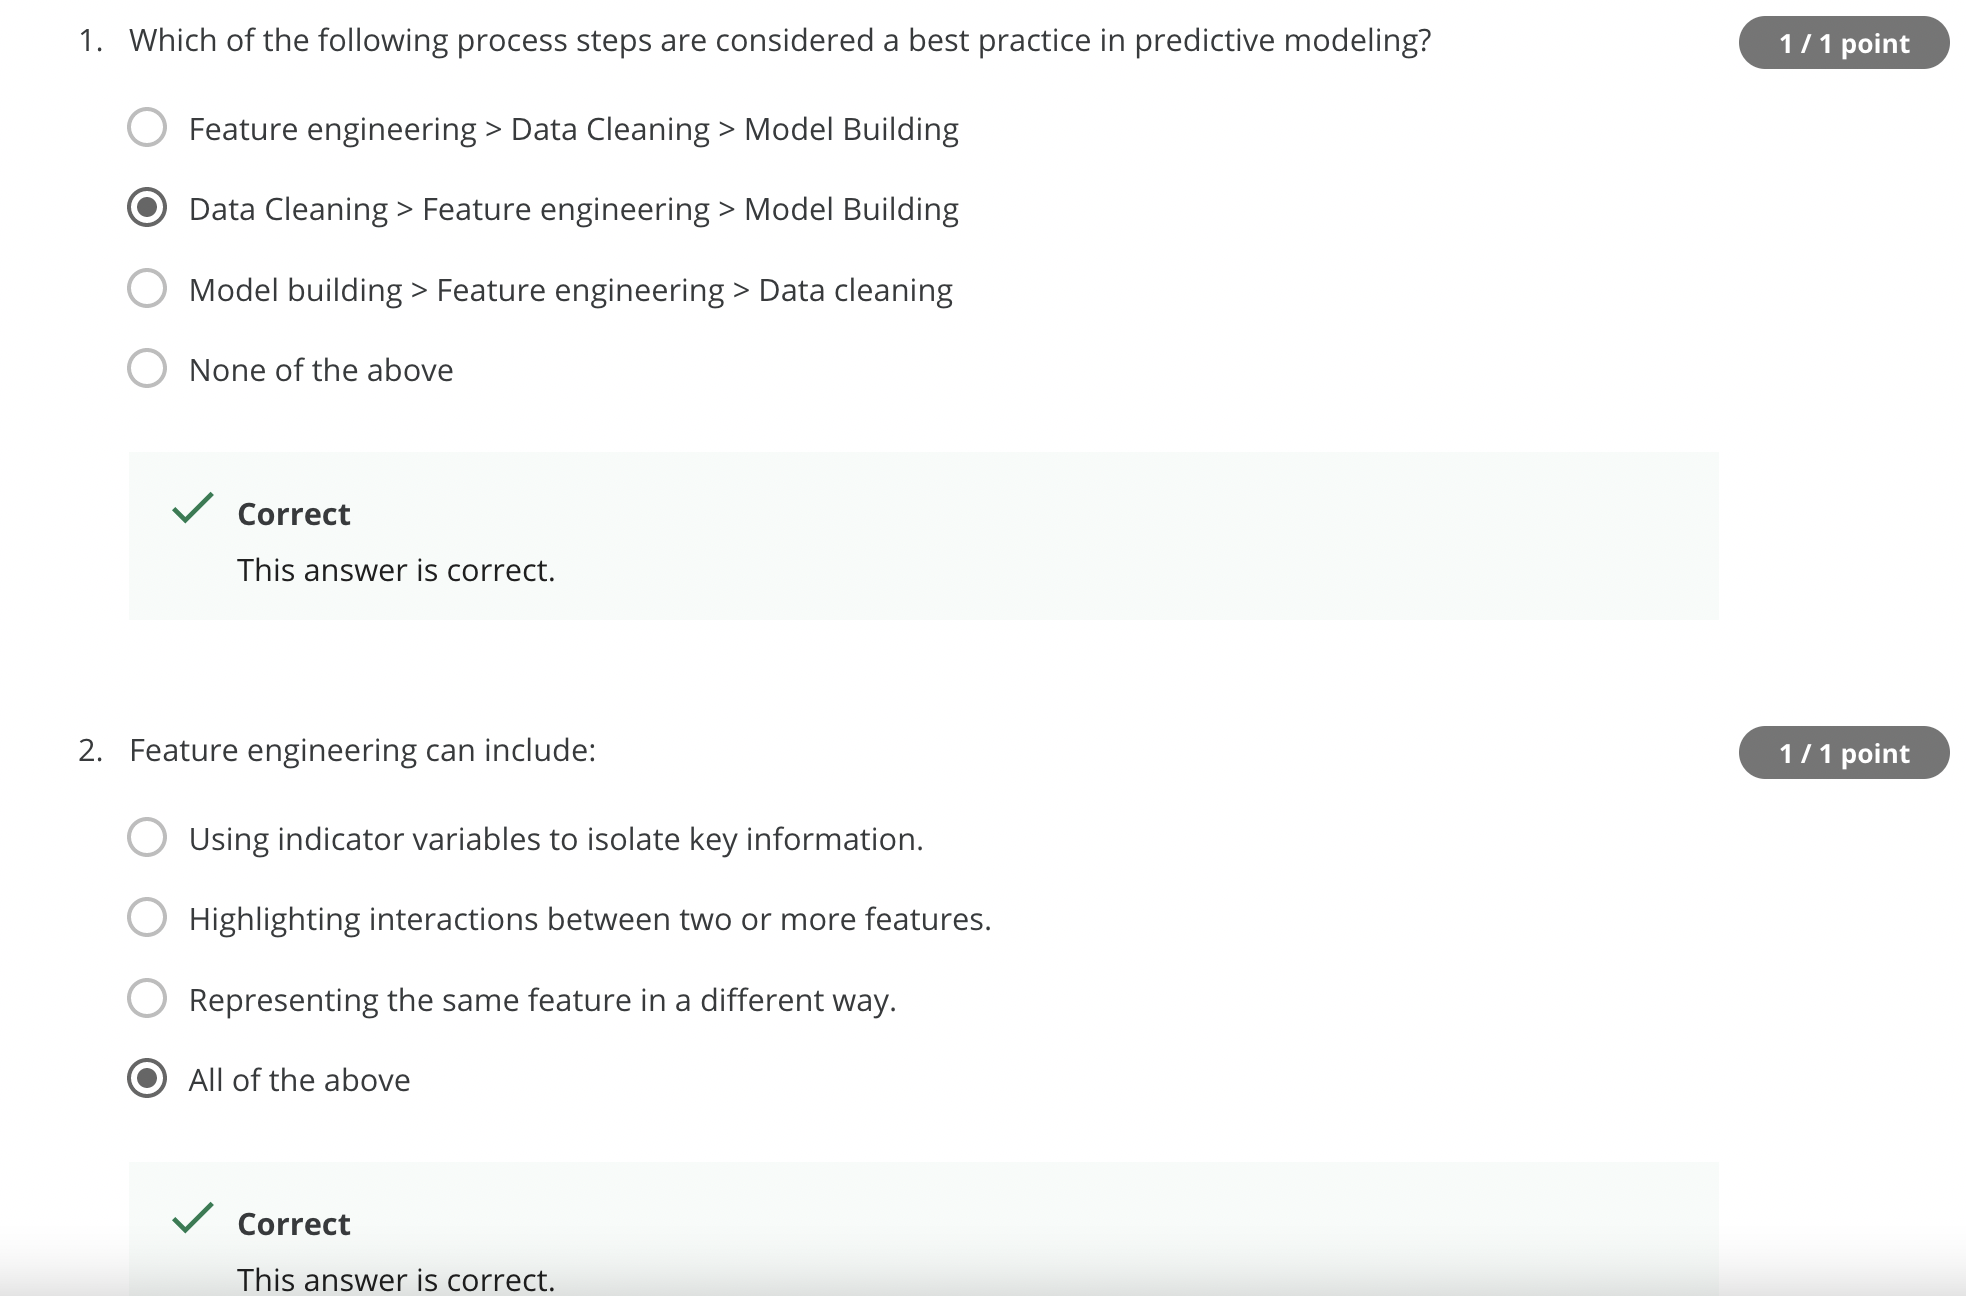 1. Which of the following process steps are considered a best practice in predictive modeling?
1 / 1 point
Feature engineering > Data Cleaning > Model Building
Data Cleaning > Feature engineering > Model Building
Model building > Feature engineering > Data cleaning
None of the above
Correct
This answer is correct.
2. Feature engineering can include:
1 / 1 point
Using indicator variables to isolate key information.
Highlighting interactions between two or more features.
Representing the same feature in a different way.
All of the above
Correct
This answer is correct.